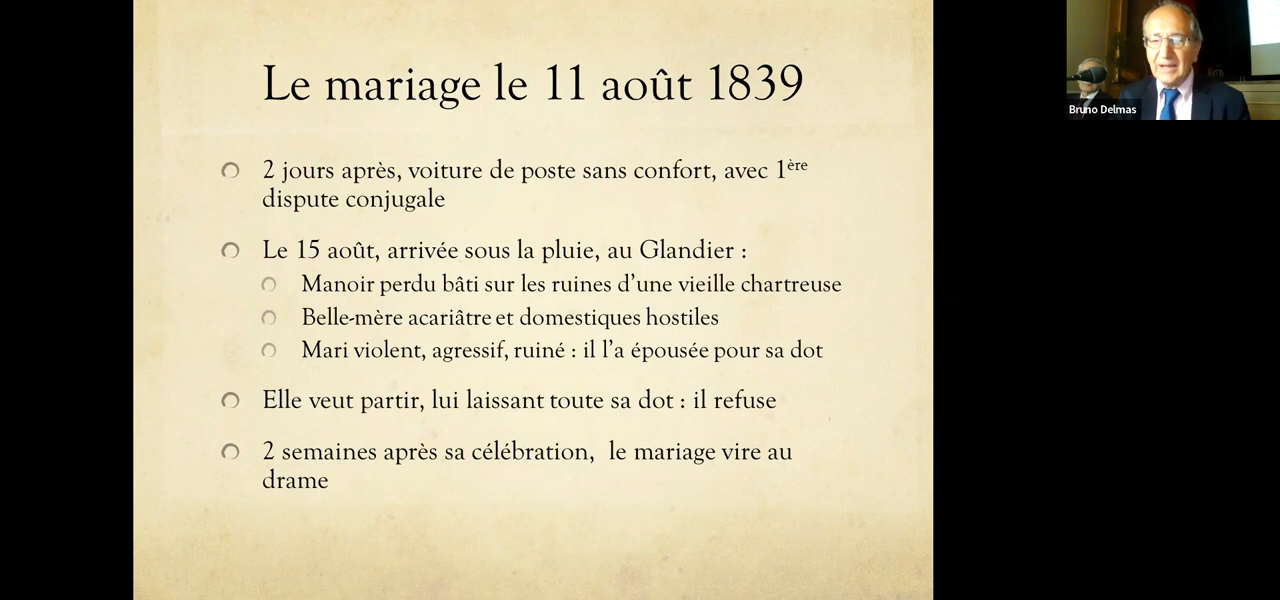 Le mariage le 11 août 1839
2 jours après, voiture de poste sans confort, avec 1ère
dispute conjugale
Le 15 août, arrivée sous la pluie, au Glandier :
Manoir perdu bâti sur les ruines d’une vieille chartreuse
Belle-mère acariâtre et domestiques hostiles
Mari violent, agressif, ruiné : il l’a épousée pour sa dot
Elle veut partir, lui laissant toute sa dot : il refuse
2 semaines après sa célébration,  le mariage vire au
drame
Bruno Delmas